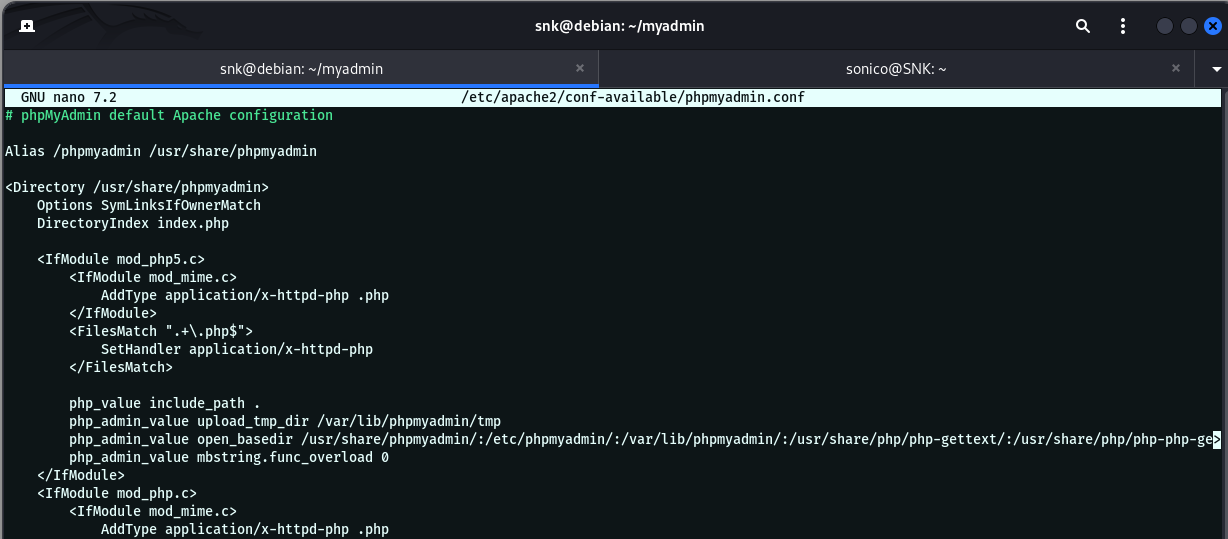 snk@debian: ~/myadmin
snk@debian: ~/myadmin × sonico@SNK: ~ ×
GNU nano 7.2 /etc/apache2/conf-available/phpmyadmin.conf
# phpMyAdmin default Apache configuration
Alias /phpmyadmin /usr/share/phpmyadmin
<Directory /usr/share/phpmyadmin>
    Options SymLinksIfOwnerMatch
    DirectoryIndex index.php
    <IfModule mod_php5.c>
        <IfModule mod_mime.c>
            AddType application/x-httpd-php .php
        </IfModule>
        <FilesMatch ".+\.php$">
            SetHandler application/x-httpd-php
        </FilesMatch>
        php_value include_path .
        php_admin_value upload_tmp_dir /var/lib/phpmyadmin/tmp
        php_admin_value open_basedir /usr/share/phpmyadmin/:/etc/phpmyadmin/:/var/lib/phpmyadmin/:/usr/share/php/php-gettext/:/usr/share/php/php-php-ge>
        php_admin_value mbstring.func_overload 0
    </IfModule>
    <IfModule mod_php.c>
        <IfModule mod_mime.c>
            AddType application/x-httpd-php .php